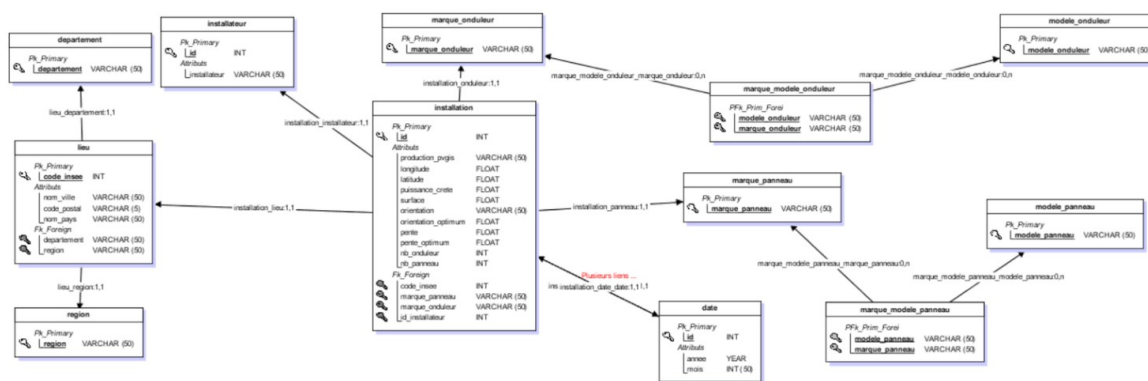 departement
Pk_Primary
departement VARCHAR (50)
installateur
Pk_Primary
id INT
Attributs
installateur VARCHAR (50)
marque_onduleur
Pk_Primary
marque_onduleur VARCHAR (50)
modele_onduleur
Pk_Primary
modele_onduleur VARCHAR (50)
lieu_departement:1,1
installation_installateur:1,1
installation_onduleur:1,1
marque_modele_onduleur_marque_onduleur:0,n
marque_modele_onduleur_modele_onduleur:0,n
marque_modele_onduleur
PFk_Prim_Forei
modele_onduleur VARCHAR (50)
marque_onduleur VARCHAR (50)
lieu
Pk_Primary
code_insee INT
Attributs
nom_ville VARCHAR (50)
code_postal VARCHAR (5)
nom_pays VARCHAR (50)
Fk_Foreign
departement VARCHAR (50)
region VARCHAR (50)
installation_lieu:1,1
installation
Pk_Primary
id INT
Attributs
production_pvgis VARCHAR (50)
longitude FLOAT
latitude FLOAT
puissance_crete FLOAT
surface FLOAT
orientation VARCHAR (50)
orientation_optimum FLOAT
pente FLOAT
pente_optimum FLOAT
nb_onduleur INT
nb_panneau INT
Fk_Foreign
code_insee INT
marque_panneau VARCHAR (50)
marque_onduleur VARCHAR (50)
id_installateur INT
installation_panneau:1,1
marque_panneau
Pk_Primary
marque_panneau VARCHAR (50)
modele_panneau
Pk_Primary
modele_panneau VARCHAR (50)
marque_modele_panneau_marque_panneau:0,n
marque_modele_panneau_modele_panneau:0,n
marque_modele_panneau
PFk_Prim_Forei
modele_panneau VARCHAR (50)
marque_panneau VARCHAR (50)
Plusieurs liens ...
installation_date_date:1,1
date
Pk_Primary
id INT
Attributs
annee YEAR
mois INT (50)
lieu_region:1,1
region
Pk_Primary
region VARCHAR (50)